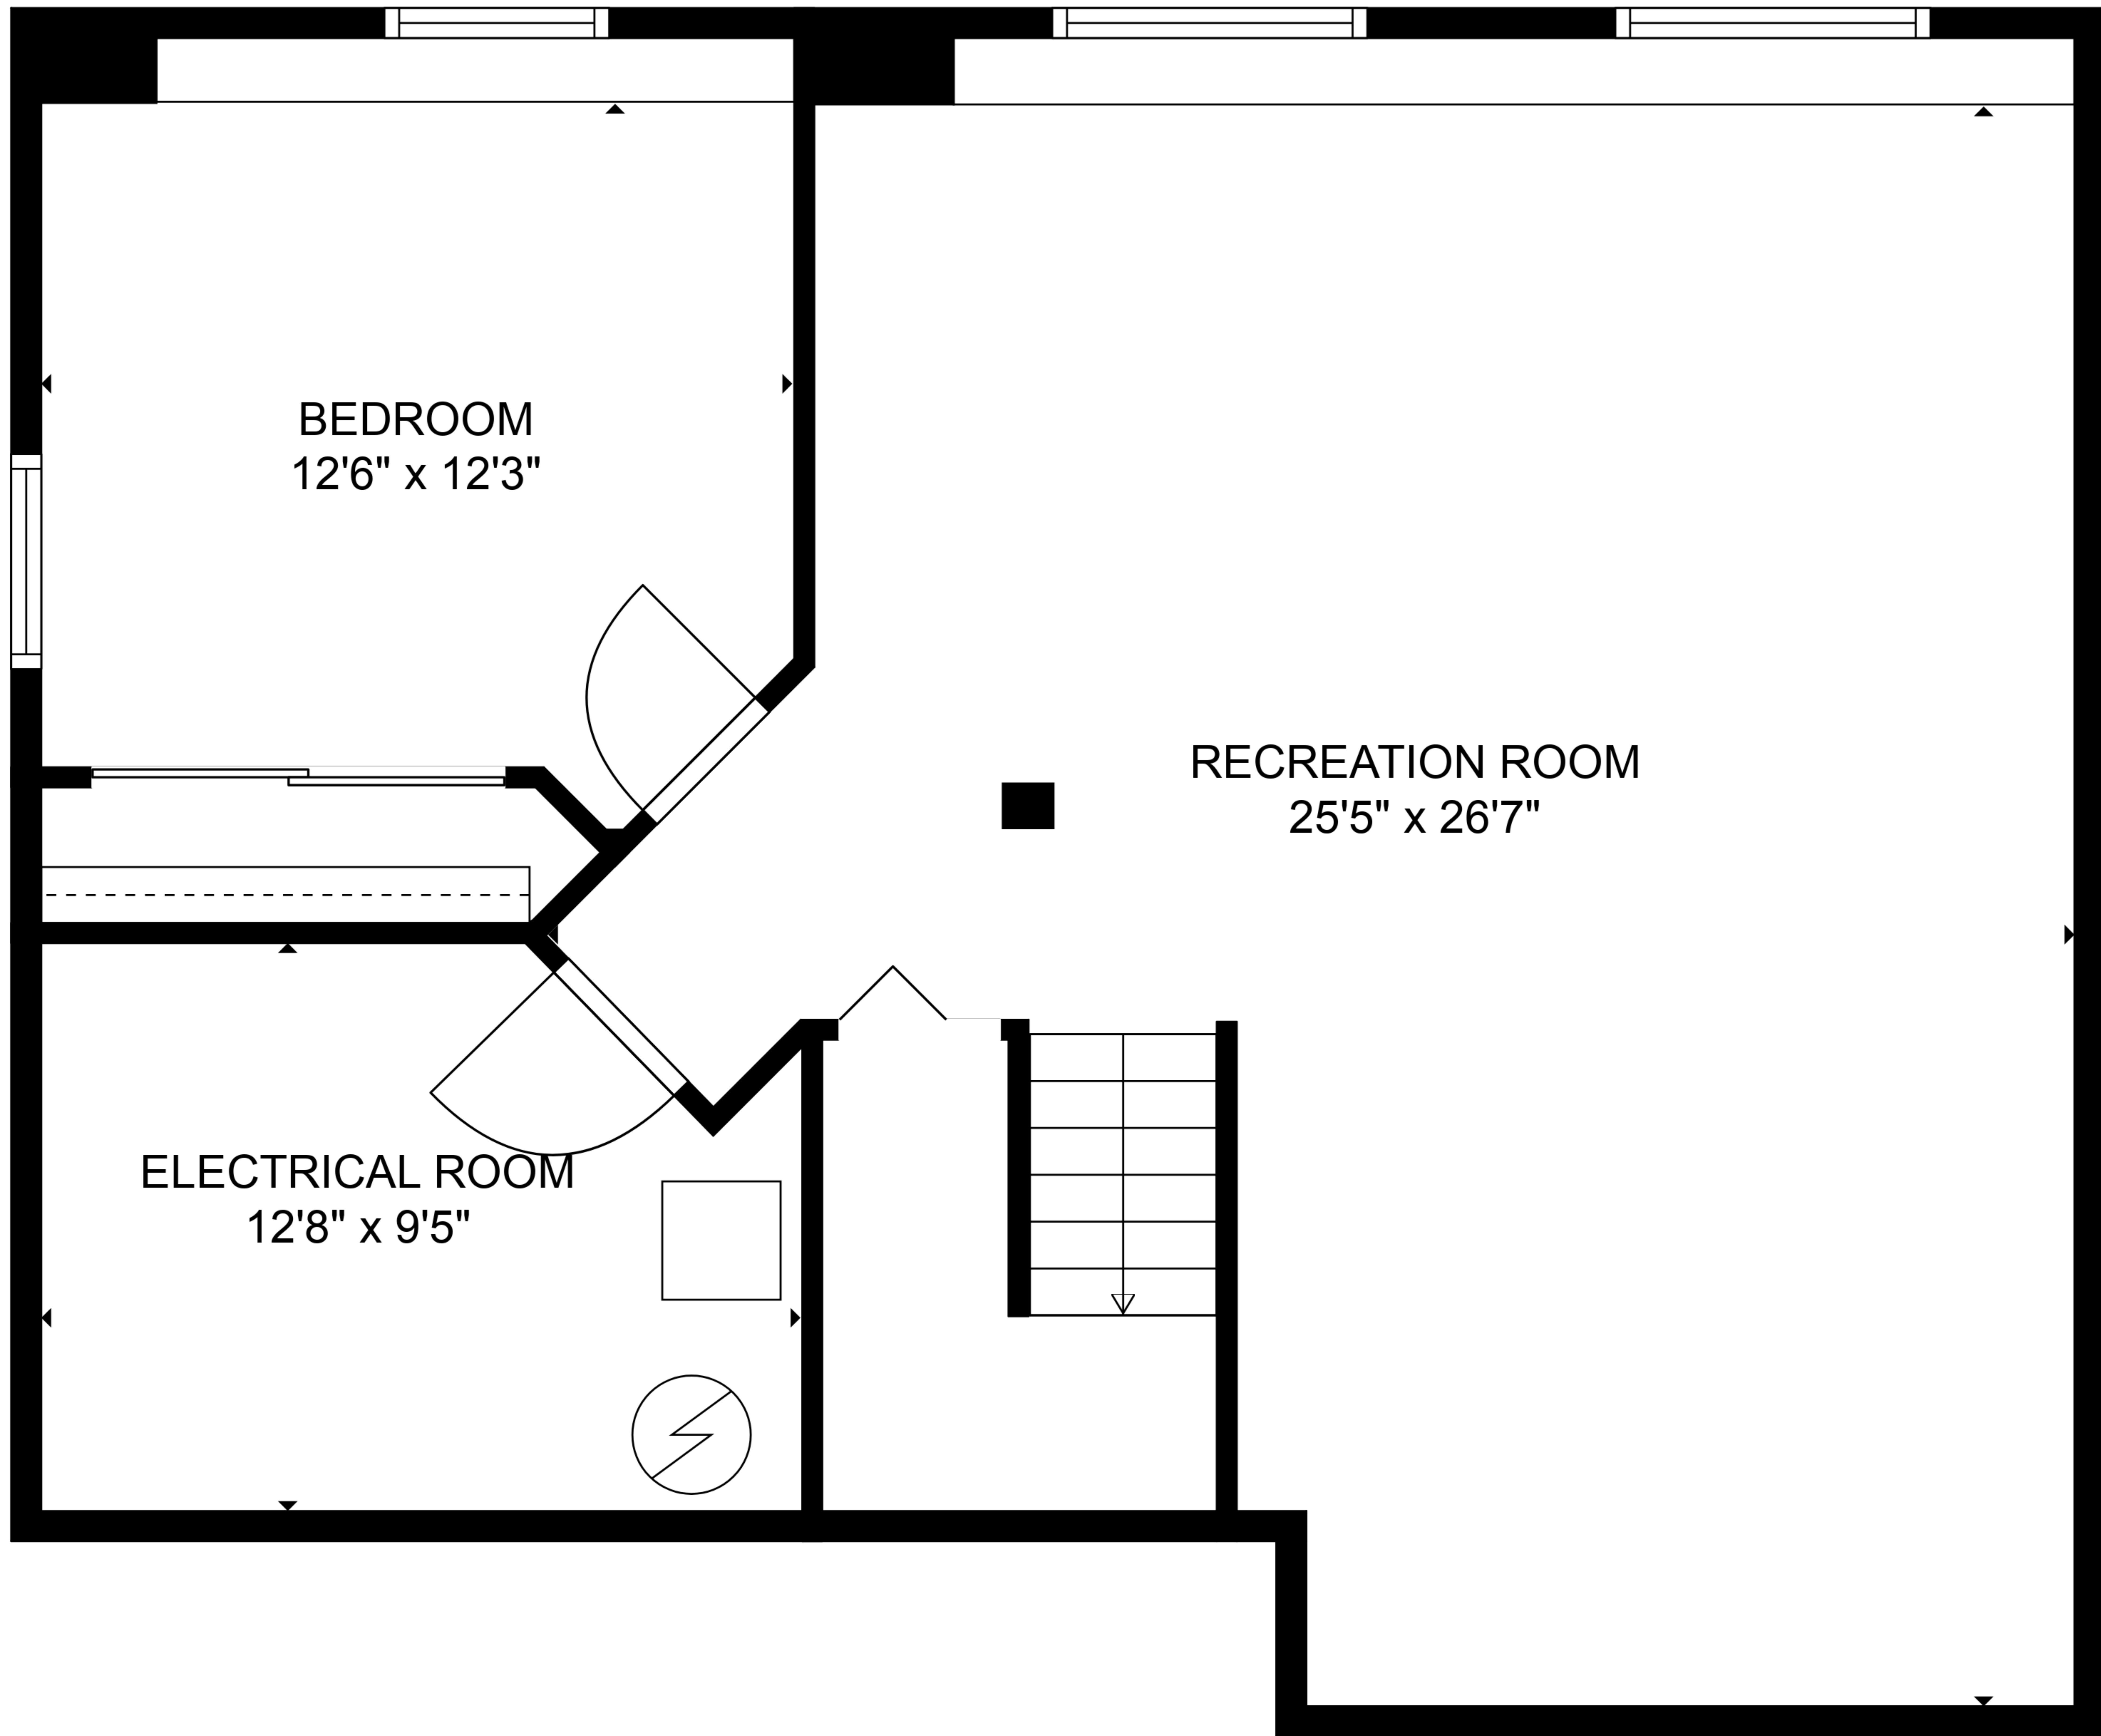 BEDROOM
12'6" x 12'3"
RECREATION ROOM
25'5" x 26'7"
ELECTRICAL ROOM
12'8" x 9'5"